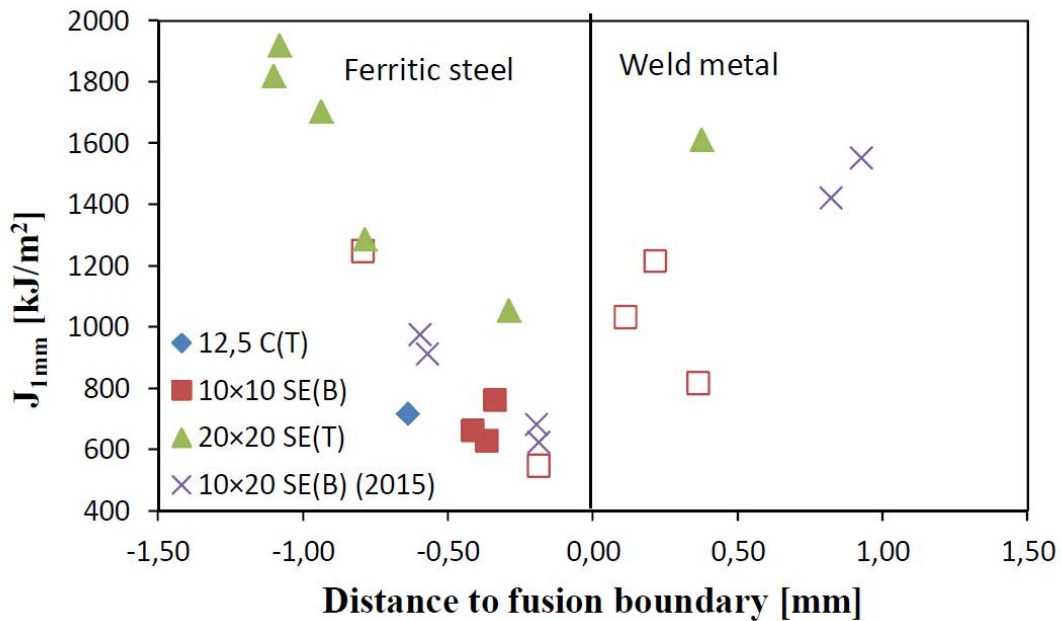 2000
1800
1600
1400
1200
1000
800
600
400
J1mm [kJ/m²]
Ferritic steel
Weld metal
12,5 C(T)
10×10 SE(B)
20×20 SE(T)
10×20 SE(B) (2015)
-1,50 -1,00 -0,50 0,00 0,50 1,00 1,50
Distance to fusion boundary [mm]